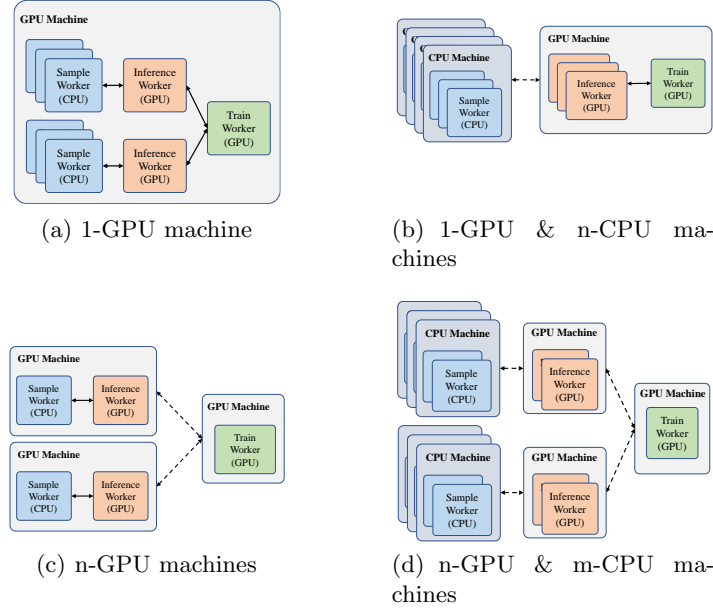 GPU Machine
Sample
Worker
(CPU)
Inference
Worker
(GPU)
Train
Worker
(GPU)
Sample
Worker
(CPU)
Inference
Worker
(GPU)
(a) 1-GPU machine
CPU Machine
Sample
Worker
(CPU)
GPU Machine
Inference
Worker
(GPU)
Train
Worker
(GPU)
(b) 1-GPU & n-CPU ma-
chines
GPU Machine
Sample
Worker
(CPU)
Inference
Worker
(GPU)
GPU Machine
Sample
Worker
(CPU)
Inference
Worker
(GPU)
GPU Machine
Train
Worker
(GPU)
(c) n-GPU machines
CPU Machine
Sample
Worker
(CPU)
GPU Machine
Inference
Worker
(GPU)
CPU Machine
Sample
Worker
(CPU)
GPU Machine
Inference
Worker
(GPU)
GPU Machine
Train
Worker
(GPU)
(d) n-GPU & m-CPU ma-
chines